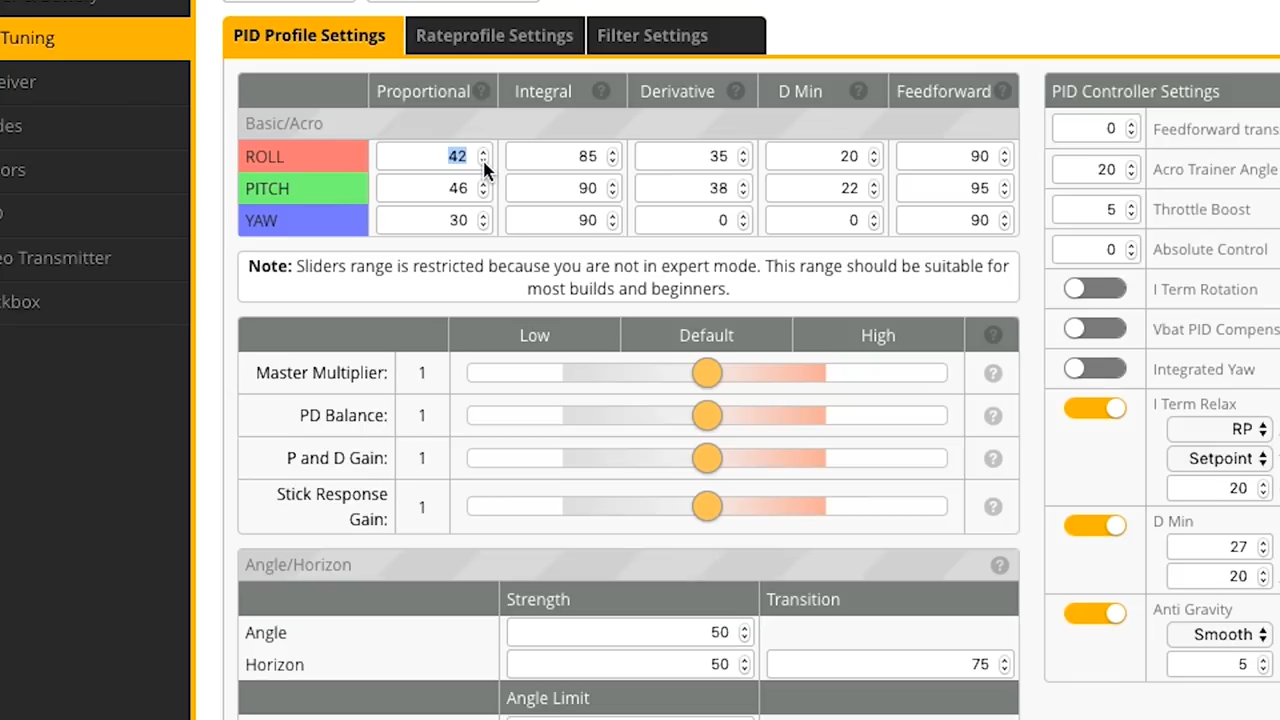 Tuning
eiver
des
ors
eo Transmitter
kbox
PID Profile Settings Rateprofile Settings Filter Settings
Proportional Integral Derivative D Min Feedforward
Basic/Acro
ROLL 42 85 35 20 90
PITCH 46 90 38 22 95
YAW 30 90 0 0 90
Note: Sliders range is restricted because you are not in expert mode. This range should be suitable for
most builds and beginners.
Low Default High
Master Multiplier: 1
PD Balance: 1
P and D Gain: 1
Stick Response
Gain: 1
Angle/Horizon
Strength Transition
Angle 50
Horizon 50 75
Angle Limit
PID Controller Settings
0 Feedforward trans
20 Acro Trainer Angle
5 Throttle Boost
0 Absolute Control
I Term Rotation
Vbat PID Compens
Integrated Yaw
I Term Relax
RP
Setpoint
20
D Min
27
20
Anti Gravity
Smooth
5